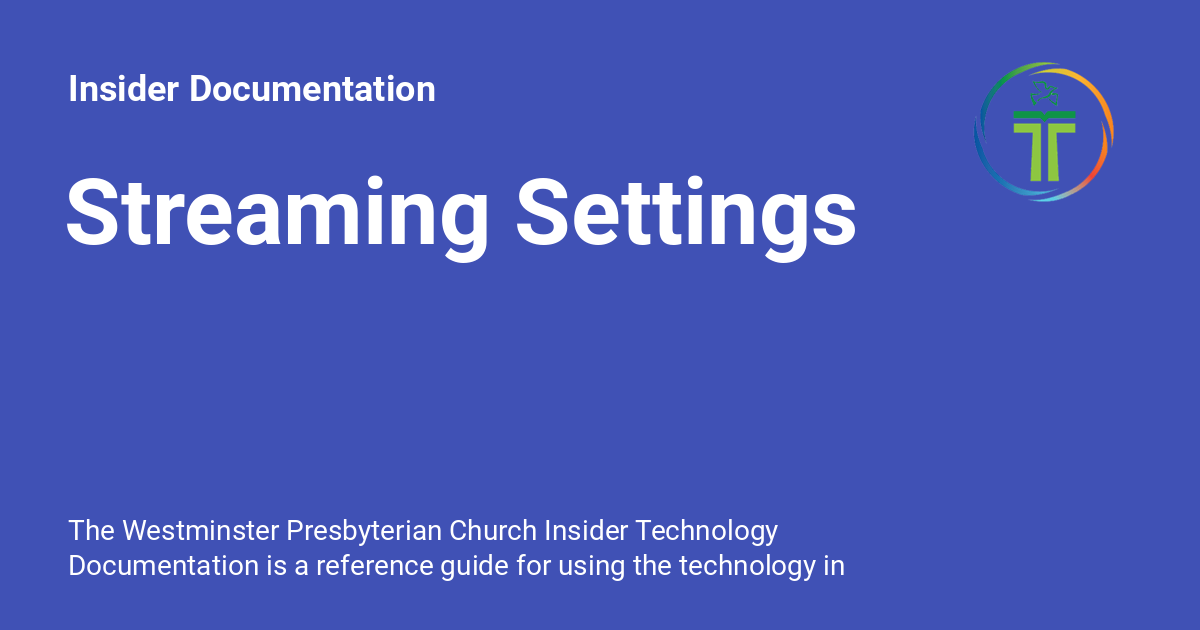 Insider Documentation
Streaming Settings
The Westminster Presbyterian Church Insider Technology
Documentation is a reference guide for using the technology in